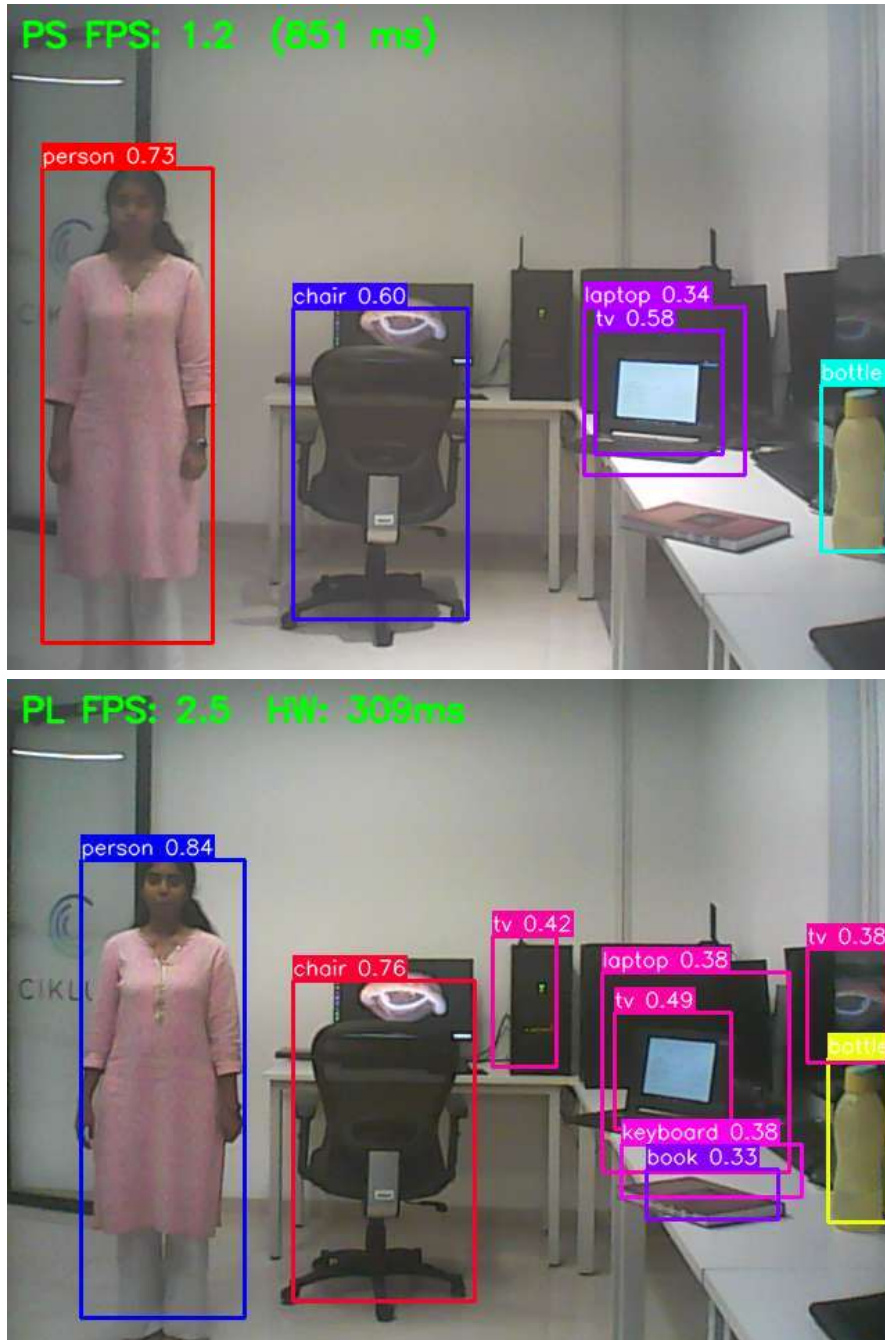 PS FPS: 1.2 (851 ms)
person 0.73
chair 0.60
laptop 0.34
tv 0.58
bottle
PL FPS: 2.5 HW: 309ms
person 0.84
tv 0.42
tv 0.38
chair 0.76
laptop 0.38
tv 0.49
bottle
keyboard 0.38
book 0.33